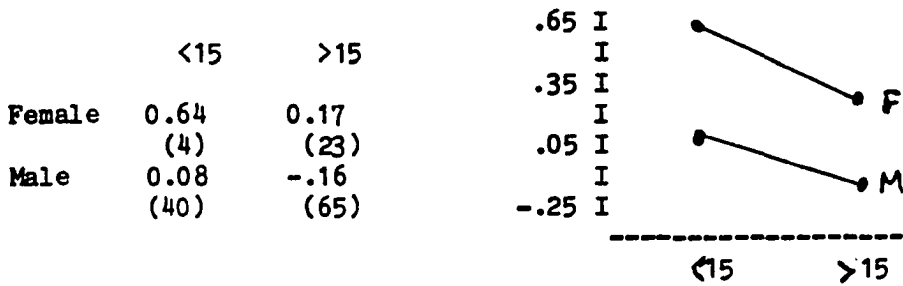 <15 >15
Female 0.64 0.17
(4) (23)
Male 0.08 -.16
(40) (65)
.65 I
I
.35 I
I
.05 I
I
-.25 I
F
M
--------------------
<15 >15